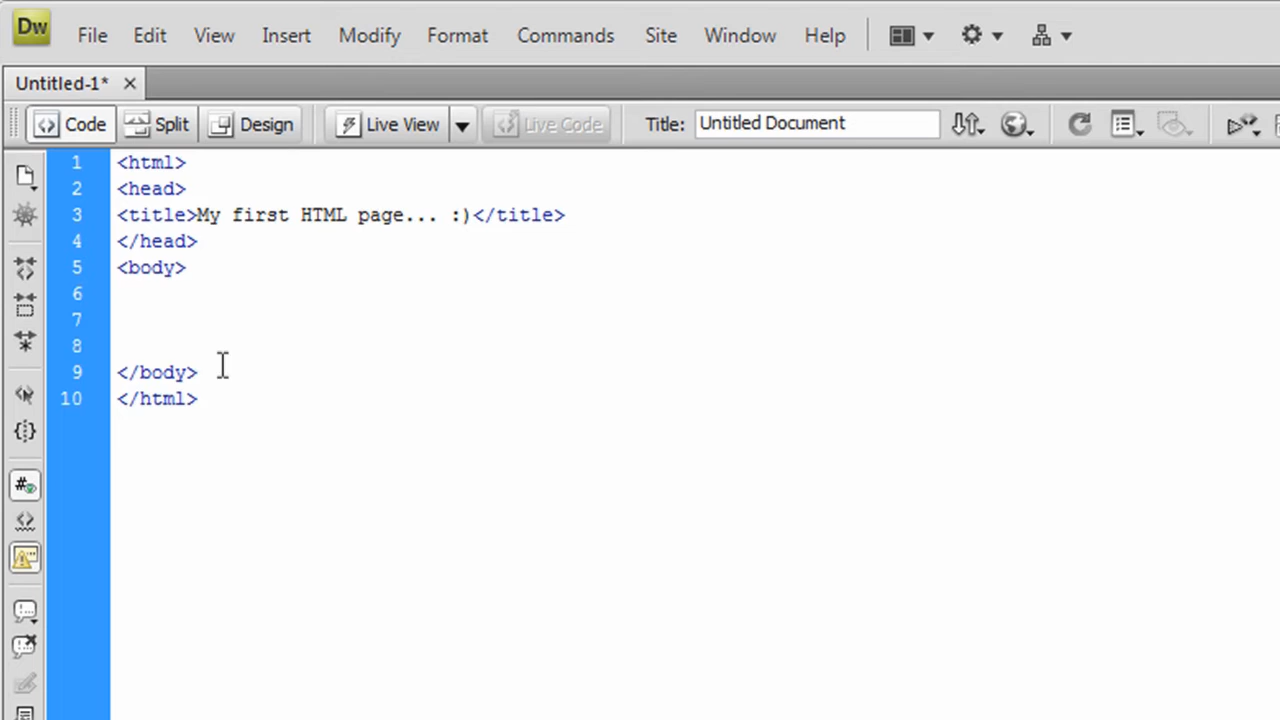 Dw File Edit View Insert Modify Format Commands Site Window Help
Untitled-1*
Code Split Design Live View Live Code Title: Untitled Document
1 <html>
2 <head>
3 <title>My first HTML page... :)</title>
4 </head>
5 <body>
6
7
8
9 </body>
10 </html>